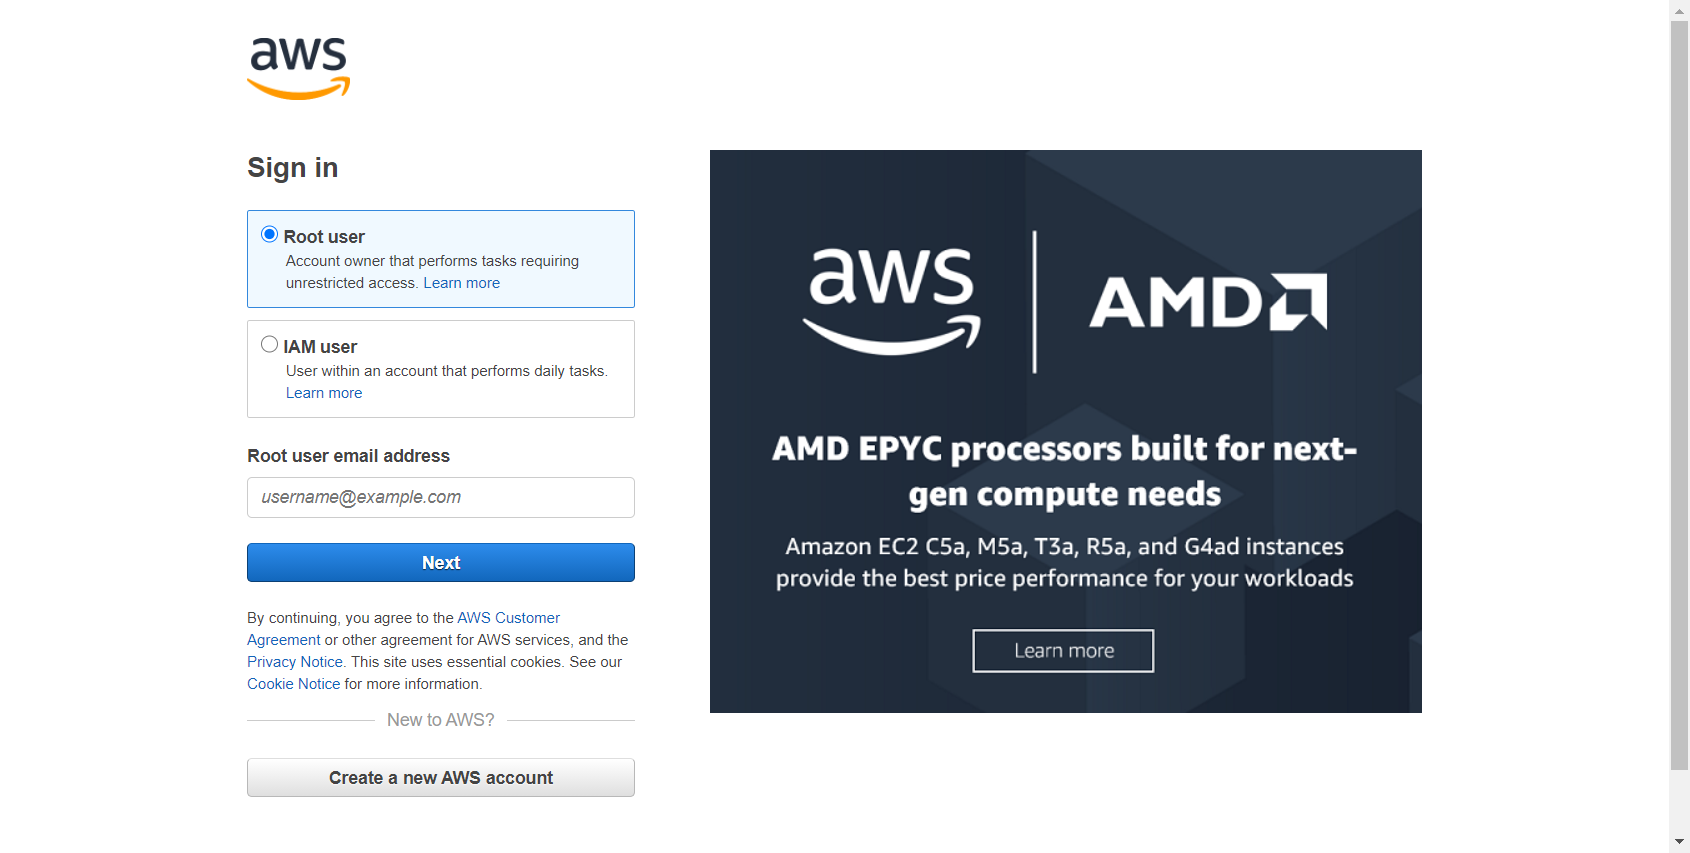 aws
Sign in
Root user
Account owner that performs tasks requiring
unrestricted access. Learn more
IAM user
User within an account that performs daily tasks.
Learn more
Root user email address
username@example.com
Next
By continuing, you agree to the AWS Customer
Agreement or other agreement for AWS services, and the
Privacy Notice. This site uses essential cookies. See our
Cookie Notice for more information.
New to AWS?
Create a new AWS account
aws
AMD
AMD EPYC processors built for next-
gen compute needs
Amazon EC2 C5a, M5a, T3a, R5a, and G4ad instances
provide the best price performance for your workloads
Learn more